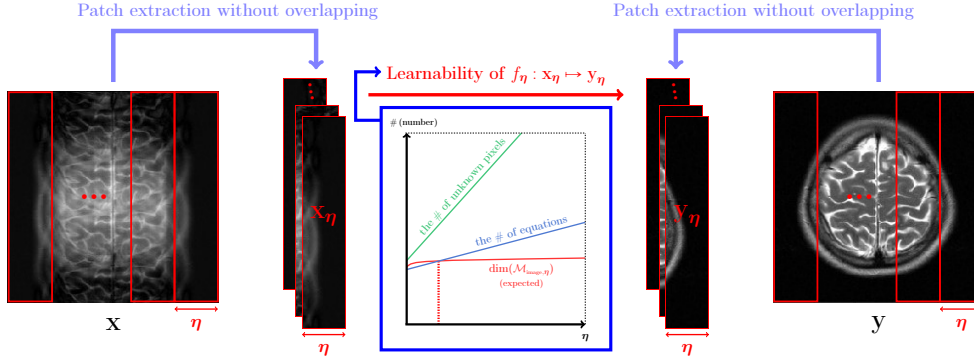 Patch extraction without overlapping
Patch extraction without overlapping
Learnability of f_η : x_η ↦ y_η
# (number)
the # of unknown pixels
the # of equations
dim(M_image,η)
(expected)
η
x_η
y_η
η
x
η
η
y
η